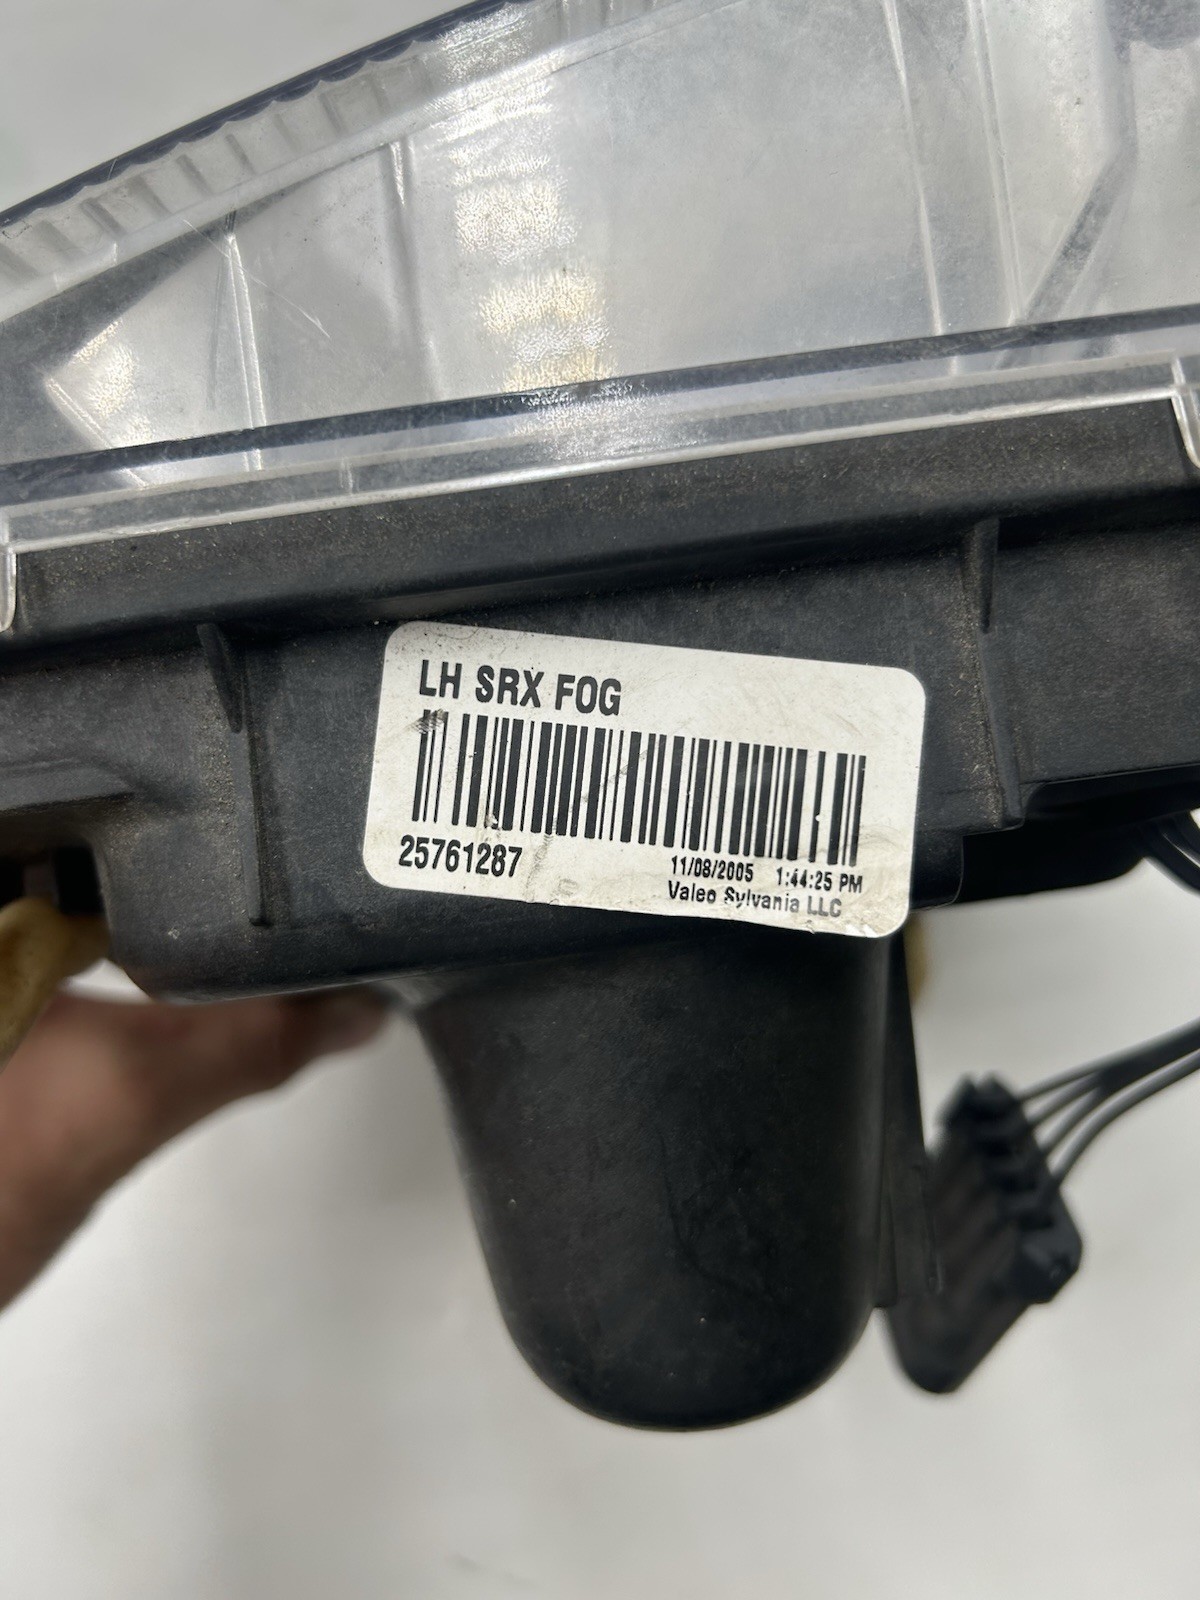 LH SRX FOG
25761287
11/08/2005 1:44:25 PM
Valeo Sylvania LLC